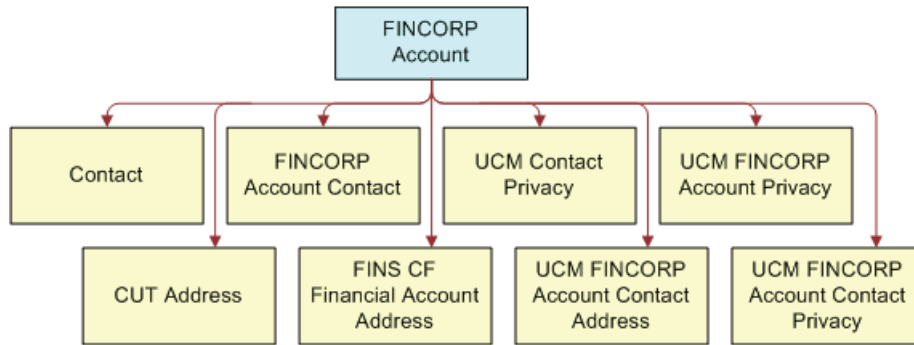 FINCORP
Account
Contact
FINCORP
Account Contact
UCM Contact
Privacy
UCM FINCORP
Account Privacy
CUT Address
FINS CF
Financial Account
Address
UCM FINCORP
Account Contact
Address
UCM FINCORP
Account Contact
Privacy